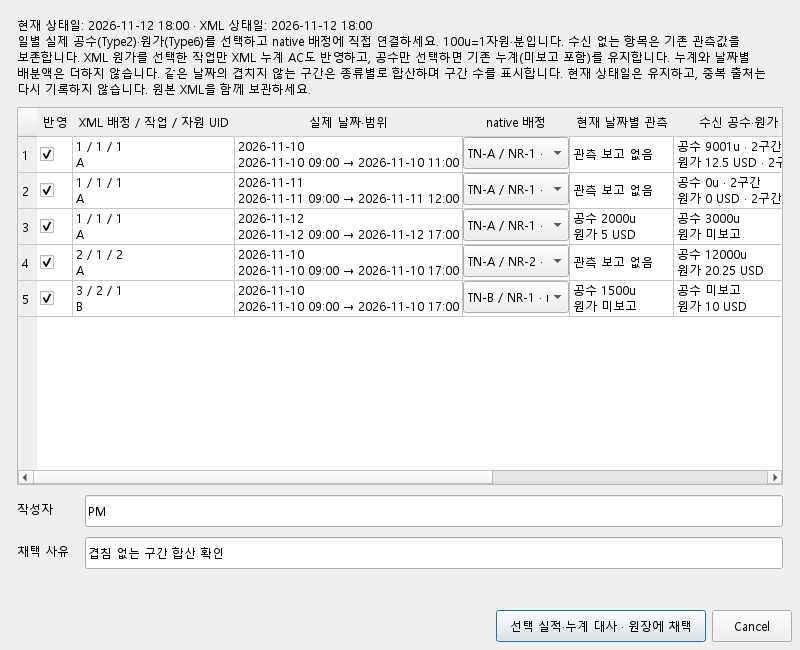 현재 상태일: 2026-11-12 18:00 · XML 상태일: 2026-11-12 18:00
일별 실제 공수(Type2)·원가(Type6)를 선택하고 native 배정에 직접 연결하세요. 100u=1자원·분입니다. 수신 없는 항목은 기존 관측값을
보존합니다. XML 원가를 선택한 작업만 XML 누계 AC도 반영하고, 공수만 선택하면 기존 누계(미보고 포함)를 유지합니다. 누계와 날짜별
배분액은 더하지 않습니다. 같은 날짜의 겹치지 않는 구간은 종류별로 합산하며 구간 수를 표시합니다. 현재 상태일은 유지하고, 중복 출처는
다시 기록하지 않습니다. 원본 XML을 함께 보관하세요.
반영 XML 배정 / 작업 / 자원 UID 실제 날짜·범위 native 배정 현재 날짜별 관측 수신 공수·원가
1 1 / 1 / 1 2026-11-10 TN-A / NR-1 · 관측 보고 없음 공수 9001u · 2구간
A 2026-11-10 09:00 → 2026-11-10 11:00 원가 12.5 USD · 2구
2 1 / 1 / 1 2026-11-11 TN-A / NR-1 · 관측 보고 없음 공수 0u · 2구간
A 2026-11-11 09:00 → 2026-11-11 12:00 원가 0 USD · 2구간
3 1 / 1 / 1 2026-11-12 TN-A / NR-1 · 공수 2000u 공수 3000u
A 2026-11-12 09:00 → 2026-11-12 17:00 원가 5 USD 원가 미보고
4 2 / 1 / 2 2026-11-10 TN-A / NR-2 · 관측 보고 없음 공수 12000u
A 2026-11-10 09:00 → 2026-11-10 17:00 원가 20.25 USD
5 3 / 2 / 1 2026-11-10 TN-B / NR-1 · 공수 1500u 공수 미보고
B 2026-11-10 09:00 → 2026-11-10 17:00 원가 미보고 원가 10 USD
작성자 PM
채택 사유 겹침 없는 구간 합산 확인
선택 실적·누계 대사 · 원장에 채택 Cancel